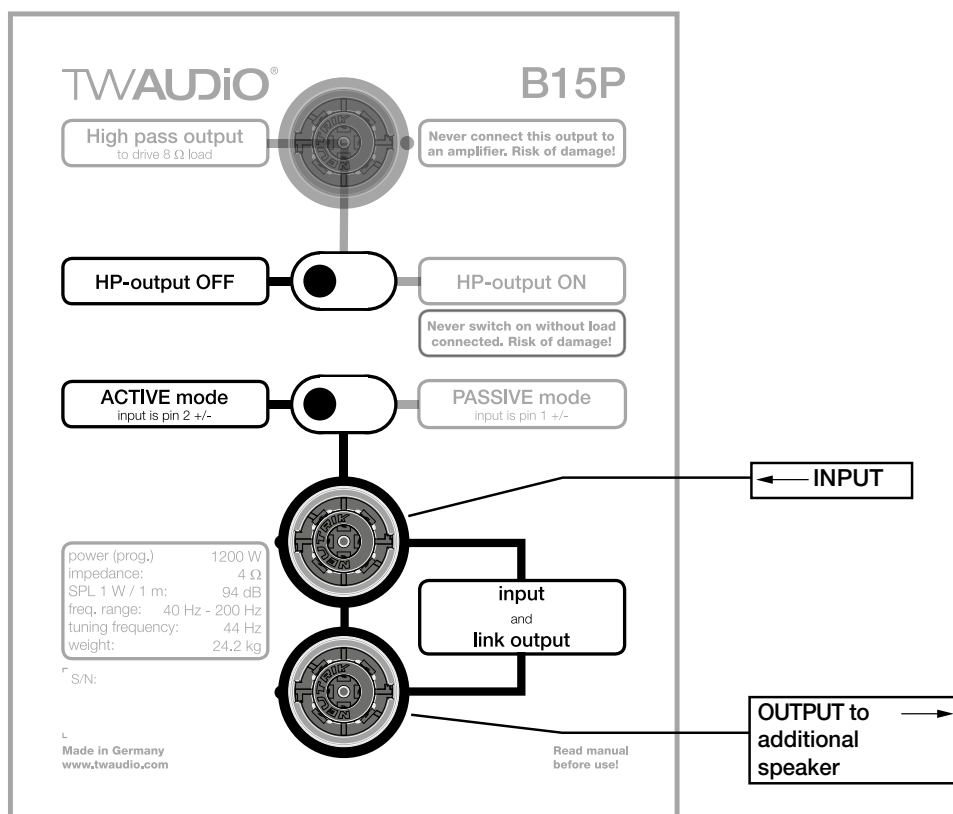 TWAUDiO®
B15P
High pass output
to drive 8 Ω load
Never connect this output to
an amplifier. Risk of damage!
NEUTRIK
HP-output OFF
HP-output ON
Never switch on without load
connected. Risk of damage!
ACTIVE mode
input is pin 2 +/-
PASSIVE mode
input is pin 1 +/-
INPUT
NEUTRIK
power (prog.) 1200 W
impedance: 4 Ω
SPL 1 W / 1 m: 94 dB
freq. range: 40 Hz - 200 Hz
tuning frequency: 44 Hz
weight: 24.2 kg
input
and
link output
NEUTRIK
S/N:
OUTPUT to
additional
speaker
Made in Germany
www.twaudio.com
Read manual
before use!